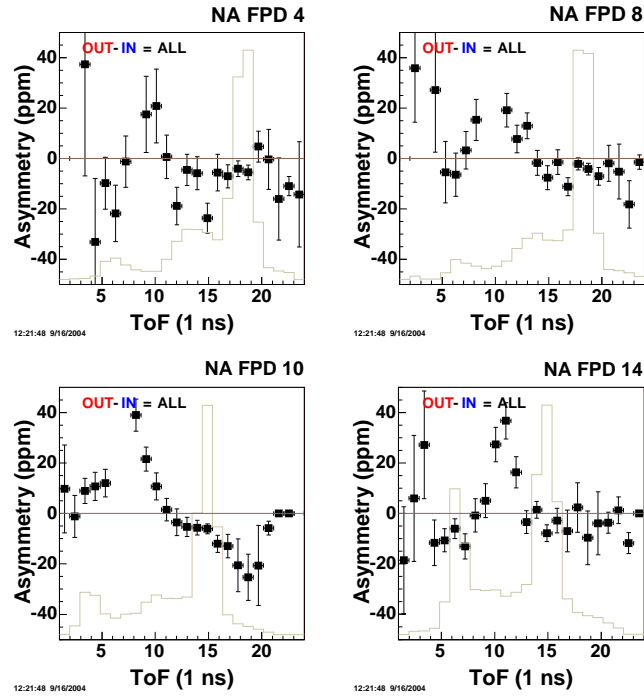 NA FPD 4
OUT- IN = ALL
Asymmetry (ppm)
40
20
0
-20
-40
5 10 15 20
ToF (1 ns)
12:21:48 9/16/2004
NA FPD 8
OUT- IN = ALL
Asymmetry (ppm)
40
20
0
-20
-40
5 10 15 20
ToF (1 ns)
12:21:48 9/16/2004
NA FPD 10
OUT- IN = ALL
Asymmetry (ppm)
40
20
0
-20
-40
5 10 15 20
ToF (1 ns)
12:21:48 9/16/2004
NA FPD 14
OUT- IN = ALL
Asymmetry (ppm)
40
20
0
-20
-40
5 10 15 20
ToF (1 ns)
12:21:48 9/16/2004